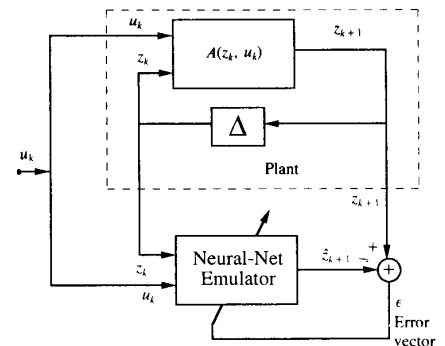 u_k
z_k
A(z_k, u_k)
z_{k+1}
Δ
u_k
Plant
z_{k+1}
z_k
u_k
Neural-Net
Emulator
ẑ_{k+1}
−
+
+
ϵ
Error
vector